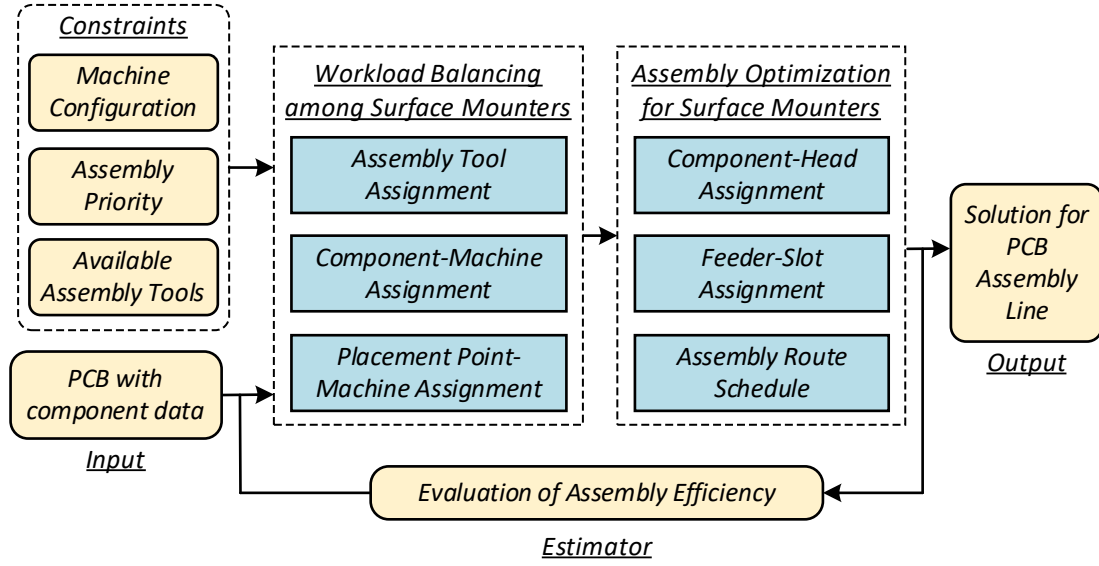 Constraints
Machine
Configuration
Assembly
Priority
Available
Assembly Tools
PCB with
component data
Input
Workload Balancing
among Surface Mounters
Assembly Tool
Assignment
Component-Machine
Assignment
Placement Point-
Machine Assignment
Assembly Optimization
for Surface Mounters
Component-Head
Assignment
Feeder-Slot
Assignment
Assembly Route
Schedule
Solution for
PCB
Assembly
Line
Output
Evaluation of Assembly Efficiency
Estimator